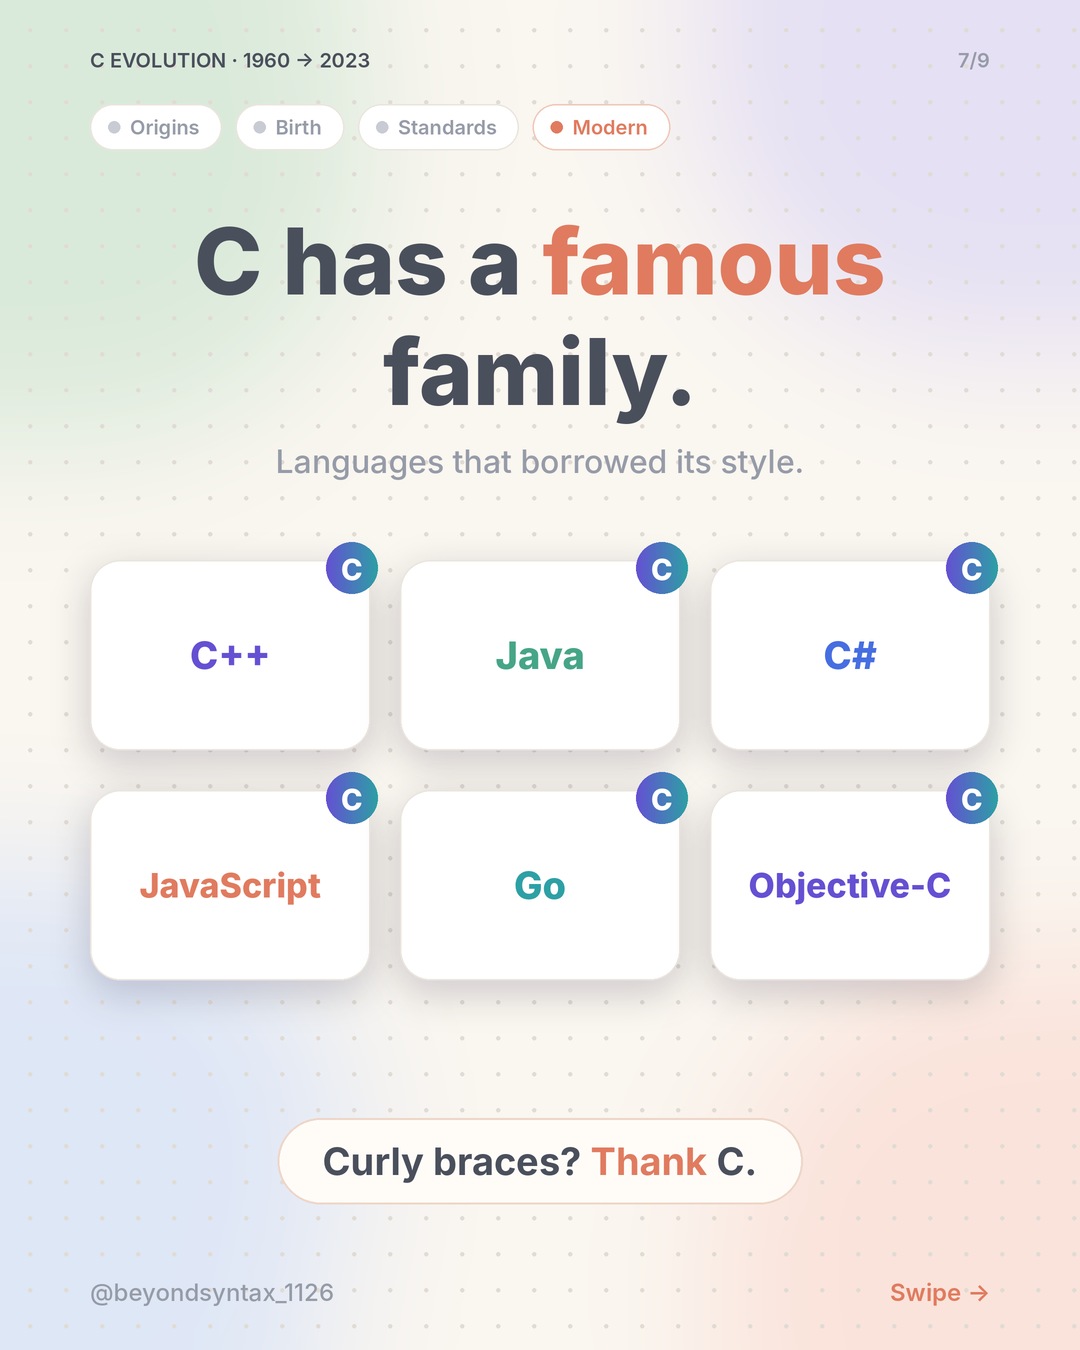 C EVOLUTION · 1960 → 2023
7/9
Origins
Birth
Standards
Modern
C has a famous
family.
Languages that borrowed its style.
C
C
C
C++
Java
C#
C
C
C
JavaScript
Go
Objective-C
Curly braces? Thank C.
@beyondsyntax_1126
Swipe →